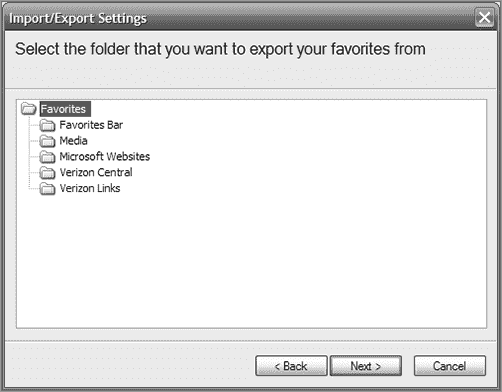 Import/Export Settings
Select the folder that you want to export your favorites from
Favorites
Favorites Bar
Media
Microsoft Websites
Verizon Central
Verizon Links
< Back
Next >
Cancel